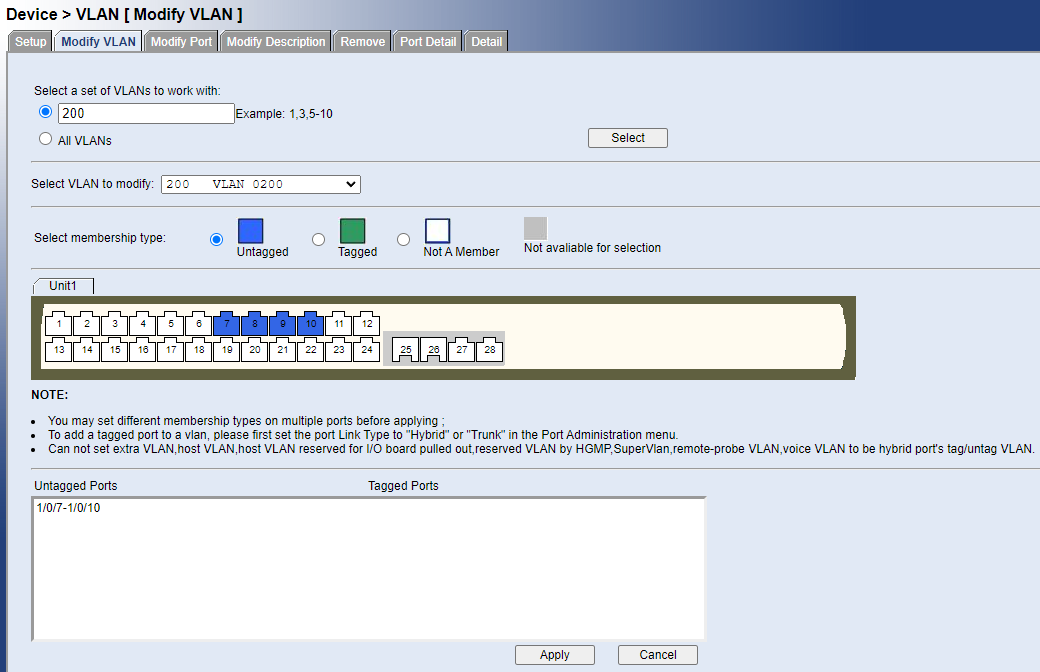 Device > VLAN [ Modify VLAN ]
Setup Modify VLAN Modify Port Modify Description Remove Port Detail Detail
Select a set of VLANs to work with:
200 Example: 1,3,5-10
All VLANs Select
Select VLAN to modify: 200 VLAN 0200
Select membership type: Untagged Tagged Not A Member Not avaliable for selection
Unit1
1 2 3 4 5 6 7 8 9 10 11 12
13 14 15 16 17 18 19 20 21 22 23 24 25 26 27 28
NOTE:
• You may set different membership types on multiple ports before applying ;
• To add a tagged port to a vlan, please first set the port Link Type to "Hybrid" or "Trunk" in the Port Administration menu.
• Can not set extra VLAN,host VLAN,host VLAN reserved for I/O board pulled out,reserved VLAN by HGMP,SuperVlan,remote-probe VLAN,voice VLAN to be hybrid port's tag/untag VLAN.
Untagged Ports Tagged Ports
1/0/7-1/0/10
Apply Cancel